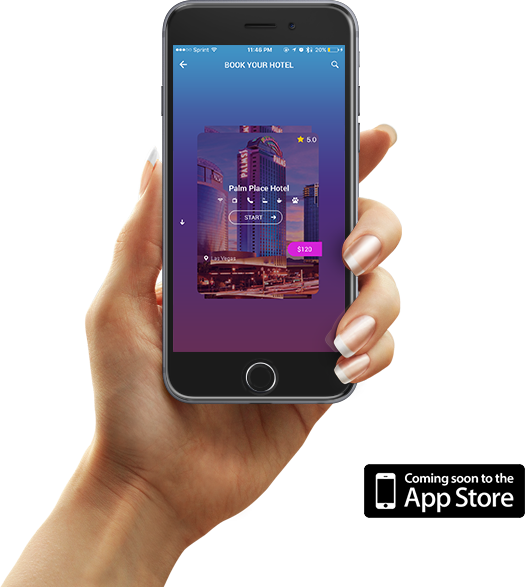 Sprint 11:46 PM 20%
BOOK YOUR HOTEL
PALMS
5.0
Palm Place Hotel
START
$120
Las Vegas
Coming soon to the
App Store